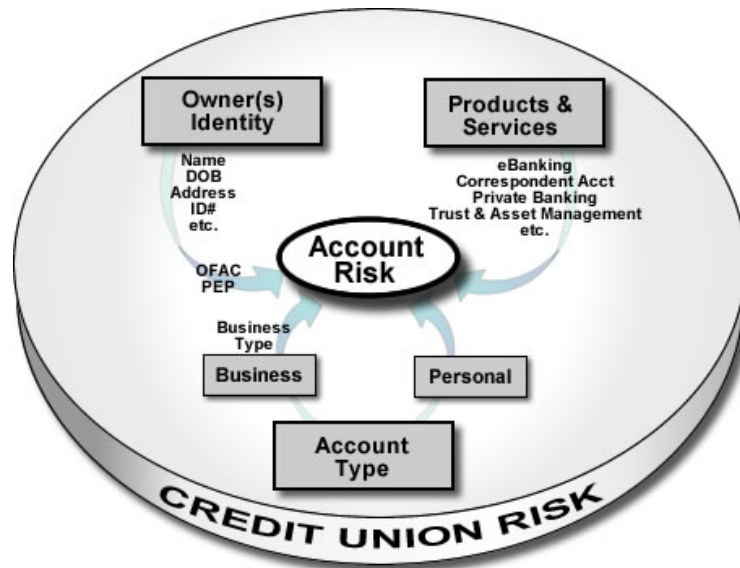 Owner(s)
Identity
Name
DOB
Address
ID#
etc.
OFAC
PEP
Products &
Services
eBanking
Correspondent Acct
Private Banking
Trust & Asset Management
etc.
Account
Risk
Business
Type
Business
Personal
Account
Type
CREDIT UNION RISK